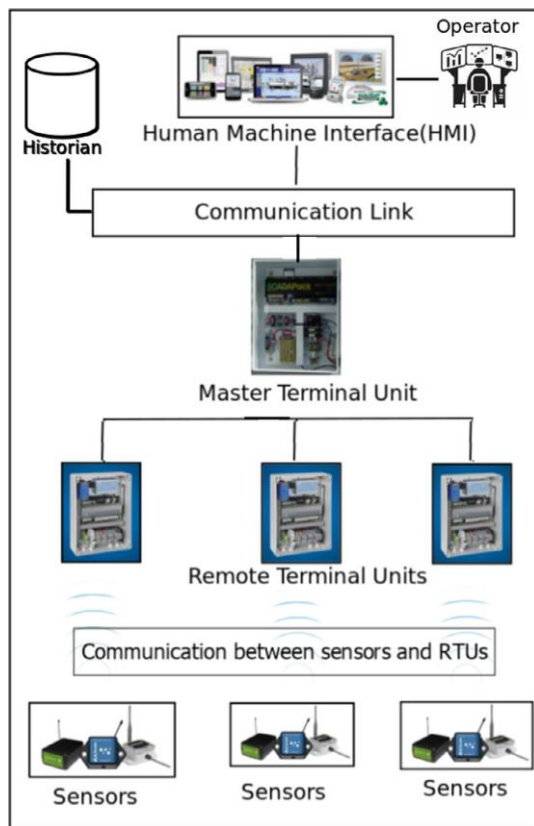 Operator
Historian
Human Machine Interface(HMI)
Communication Link
Master Terminal Unit
Remote Terminal Units
Communication between sensors and RTUs
Sensors
Sensors
Sensors